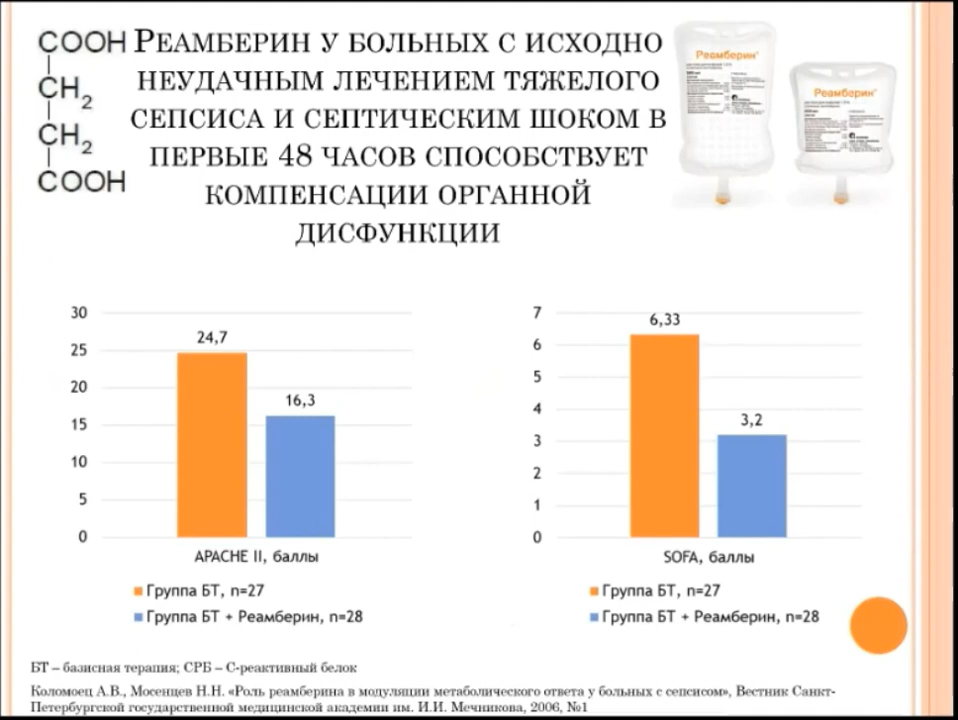 COOH
CH2
CH2
COOH
РЕАМБЕРИН У БОЛЬНЫХ С ИСХОДНО
НЕУДАЧНЫМ ЛЕЧЕНИЕМ ТЯЖЕЛОГО
СЕПСИСА И СЕПТИЧЕСКИМ ШОКОМ В
ПЕРВЫЕ 48 ЧАСОВ СПОСОБСТВУЕТ
КОМПЕНСАЦИИ ОРГАННОЙ
ДИСФУНКЦИИ
Реамберин®
Реамберин®
30
25
20
15
10
5
0
24,7
16,3
APACHE II, баллы
Группа БТ, n=27
Группа БТ + Реамберин, n=28
7
6
5
4
3
2
1
0
6,33
3,2
SOFA, баллы
Группа БТ, n=27
Группа БТ + Реамберин, n=28
БТ – базисная терапия; СРБ – С-реактивный белок
Коломоец А.В., Мосенцев Н.Н. «Роль реамберина в модуляции метаболического ответа у больных с сепсисом», Вестник Санкт-
Петербургской государственной медицинской академии им. И.И. Мечникова, 2006, №1